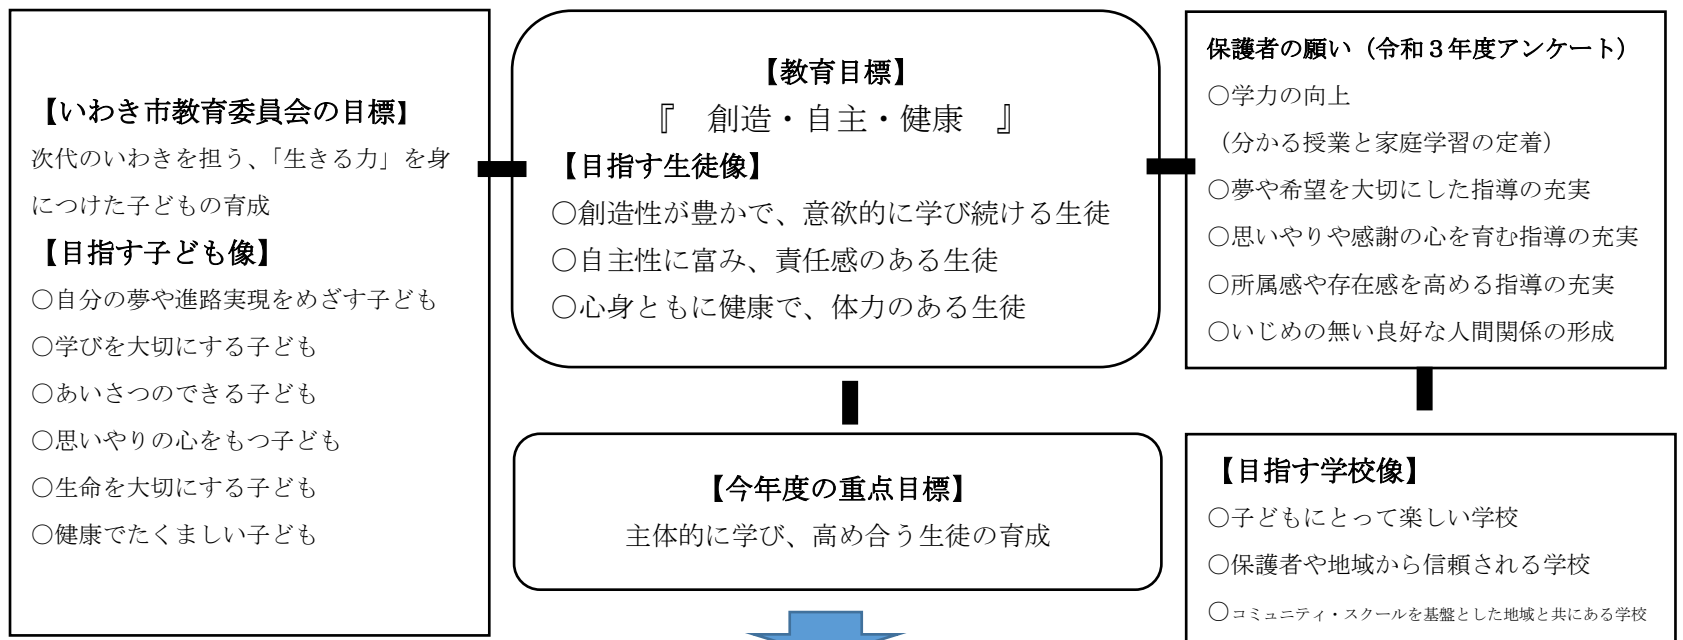 【いわき市教育委員会の目標】
次代のいわきを担う、「生きる力」を身
につけた子どもの育成
【目指す子ども像】
○自分の夢や進路実現をめざす子ども
○学びを大切にする子ども
○あいさつのできる子ども
○思いやりの心をもつ子ども
○生命を大切にする子ども
○健康でたくましい子ども
【教育目標】
『　創造・自主・健康　』
【目指す生徒像】
○創造性が豊かで、意欲的に学び続ける生徒
○自主性に富み、責任感のある生徒
○心身ともに健康で、体力のある生徒
【今年度の重点目標】
主体的に学び、高め合う生徒の育成
保護者の願い（令和３年度アンケート）
○学力の向上
（分かる授業と家庭学習の定着）
○夢や希望を大切にした指導の充実
○思いやりや感謝の心を育む指導の充実
○所属感や存在感を高める指導の充実
○いじめの無い良好な人間関係の形成
【目指す学校像】
○子どもにとって楽しい学校
○保護者や地域から信頼される学校
○コミュニティ・スクールを基盤とした地域と共にある学校